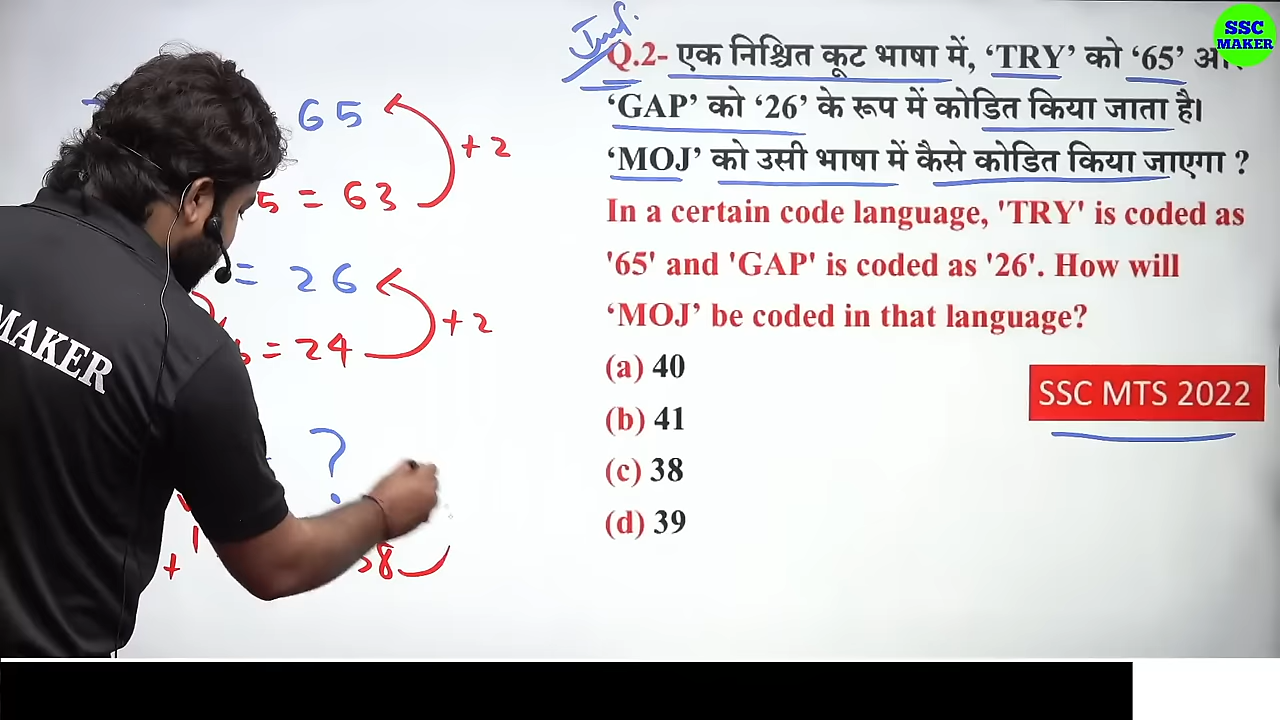 SSC
MAKER
Q.2- एक निश्चित कूट भाषा में, ‘TRY’ को ‘65’
‘GAP’ को ‘26’ के रूप में कोडित किया जाता है।
‘MOJ’ को उसी भाषा में कैसे कोडित किया जाएगा ?
In a certain code language, 'TRY' is coded as
'65' and 'GAP' is coded as '26'. How will
‘MOJ’ be coded in that language?
(a) 40
(b) 41
(c) 38
(d) 39
SSC MTS 2022
65
+2
5 = 63
= 26
+2
= 24
?
+
MAKER